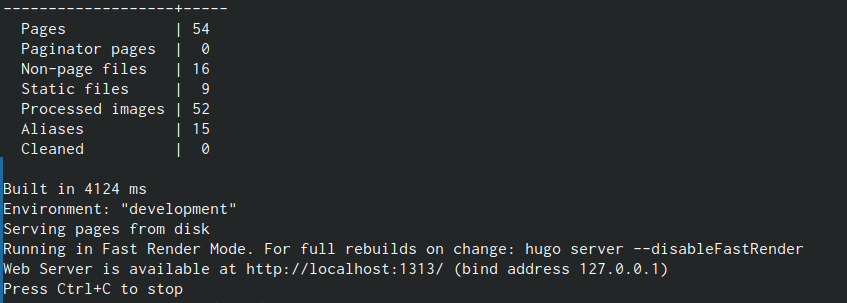 -------------------+-----
  Pages            | 54
  Paginator pages  |  0
  Non-page files   | 16
  Static files     |  9
  Processed images | 52
  Aliases          | 15
  Cleaned          |  0

Built in 4124 ms
Environment: "development"
Serving pages from disk
Running in Fast Render Mode. For full rebuilds on change: hugo server --disableFastRender
Web Server is available at http://localhost:1313/ (bind address 127.0.0.1)
Press Ctrl+C to stop